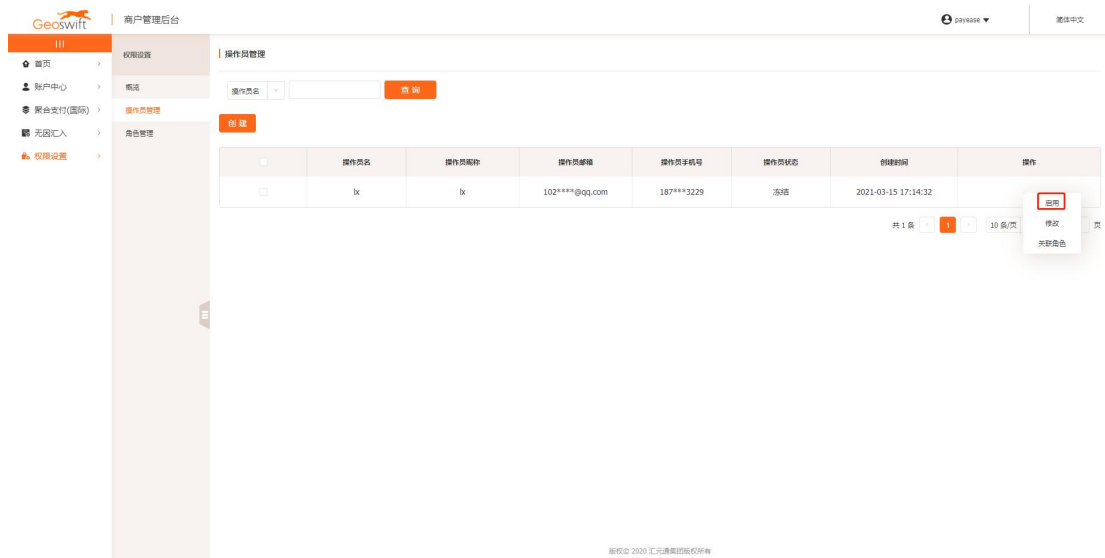 Geoswift
商户管理后台
payease
简体中文
首页
账户中心
聚合支付(国际)
无因汇入
权限设置
权限设置
概览
操作员管理
角色管理
操作员管理
操作员名
查询
创建
操作员名 操作员昵称 操作员邮箱 操作员手机号 操作员状态 创建时间 操作
lx lx 102****@qq.com 187***3229 冻结 2021-03-15 17:14:32
启用
修改
关联角色
共 1 条 1 10 条/页 页
版权© 2020 汇元通集团版权所有